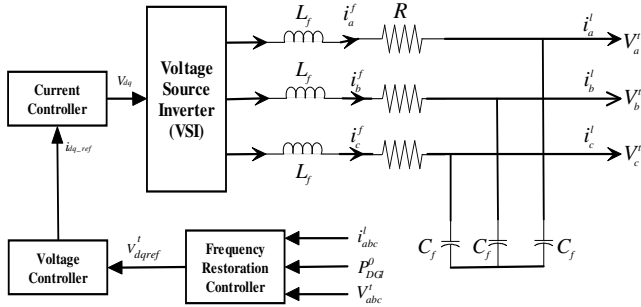 L_f i_a^f R i_a^l V_a^t
Current
Controller
V_dq
Voltage
Source
Inverter
(VSI)
L_f i_b^f i_b^l V_b^t
i_c^f i_c^l V_c^t
L_f
i_dq_ref
C_f C_f C_f
Voltage
Controller
V_dqref^t
Frequency
Restoration
Controller
i_abc^l
P_DGI^0
V_abc^t